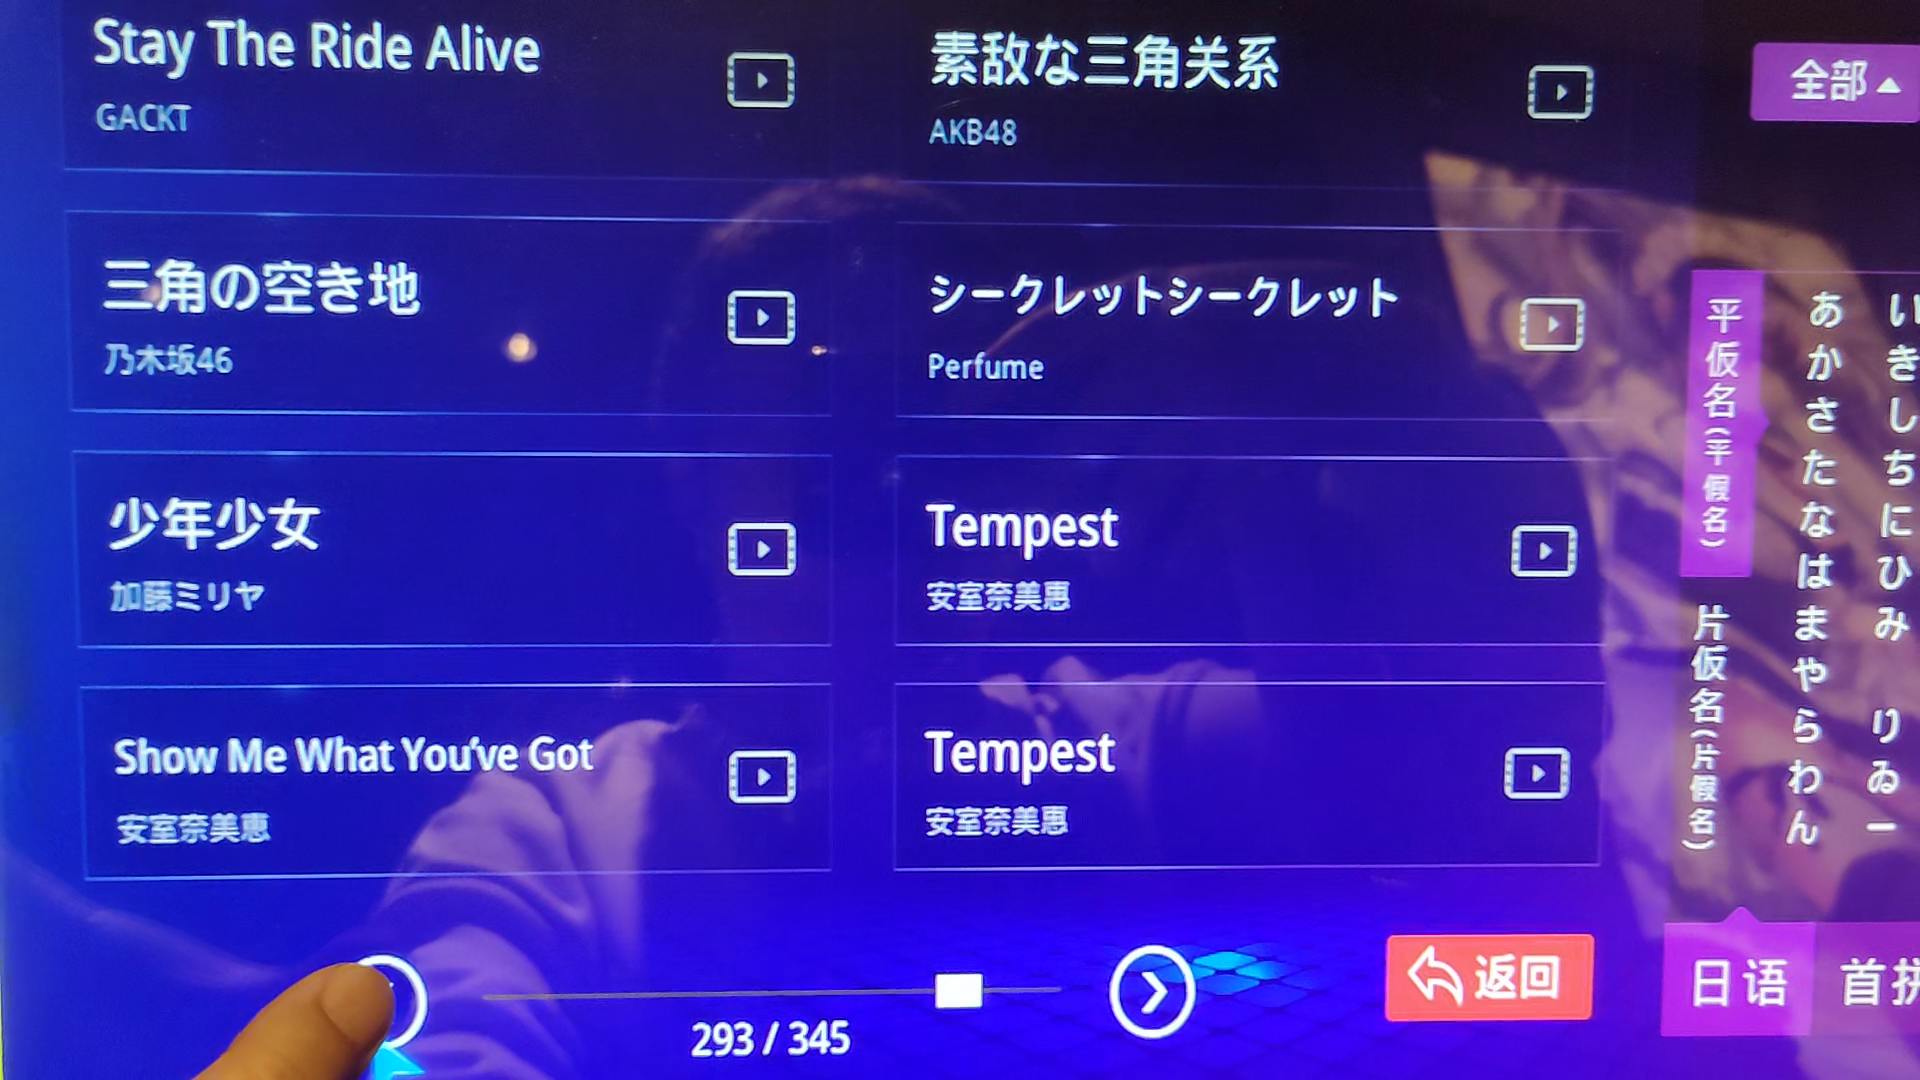 Stay The Ride Alive
GACKT
素敌な三角关系
AKB48
全部
三角の空き地
乃木坂46
シークレットシークレット
Perfume
少年少女
加藤ミリヤ
Tempest
安室奈美惠
Show Me What You've Got
安室奈美惠
Tempest
安室奈美惠
平仮名(平假名)
片仮名(片假名)
あかさたなはまやらわん
いきしちにひみ りゐー
293 / 345
返回
日语
首拼